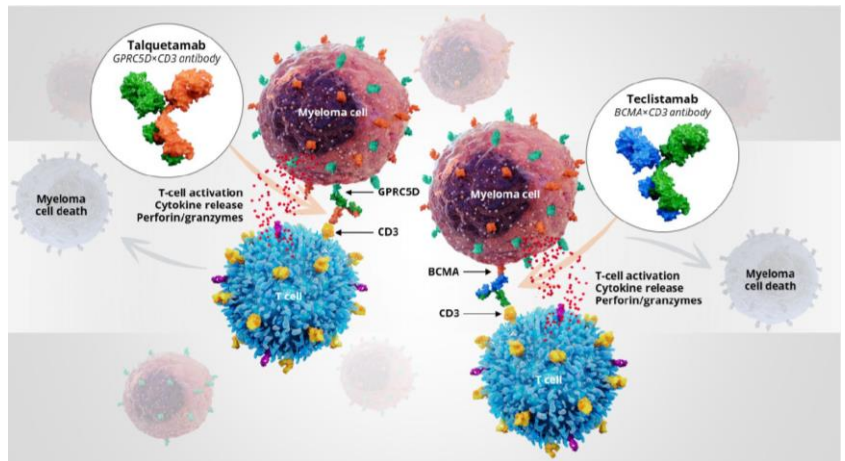 Talquetamab
GPRC5D×CD3 antibody
Myeloma cell
Myeloma
cell death
T-cell activation
Cytokine release
Perforin/granzymes
GPRC5D
CD3
T cell
Teclistamab
BCMA×CD3 antibody
Myeloma cell
BCMA
CD3
T-cell activation
Cytokine release
Perforin/granzymes
Myeloma
cell death
T cell